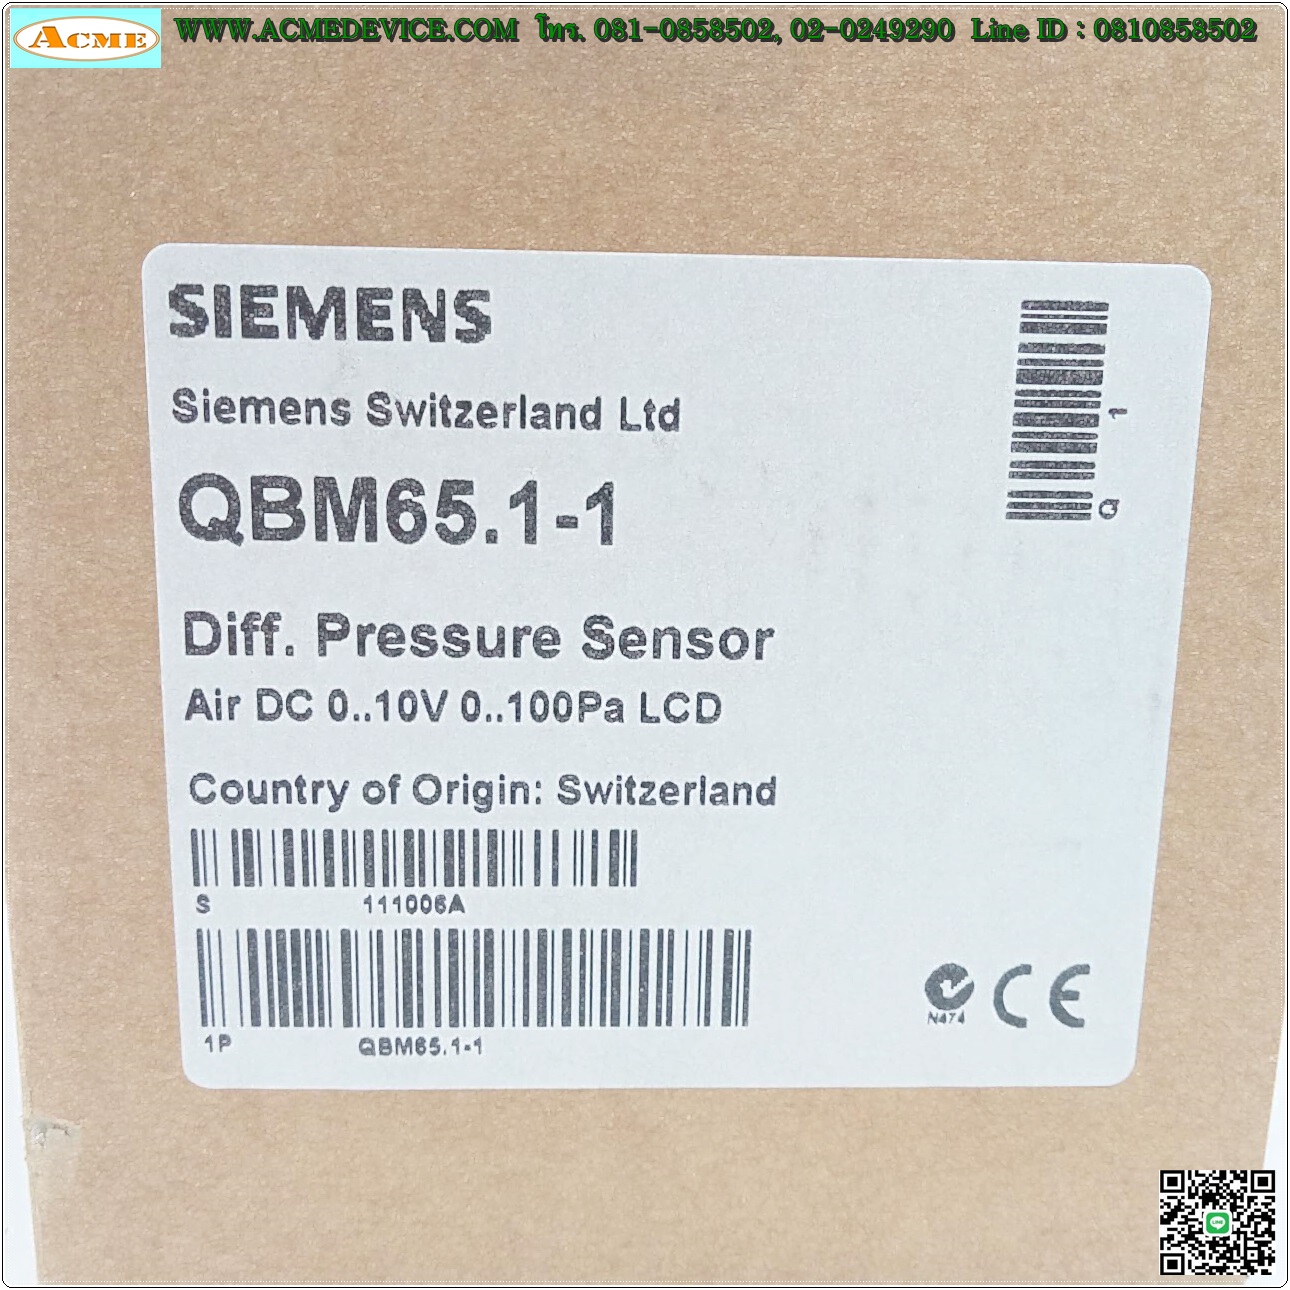 ACME
WWW.ACMEDEVICE.COM โทร. 081-0858502, 02-0249290 Line ID : 0810858502
SIEMENS
Siemens Switzerland Ltd
QBM65.1-1
Diff. Pressure Sensor
Air DC 0..10V 0..100Pa LCD
Country of Origin: Switzerland
S 111006A
1P QBM65.1-1
Q 1
N474
CE
LINE